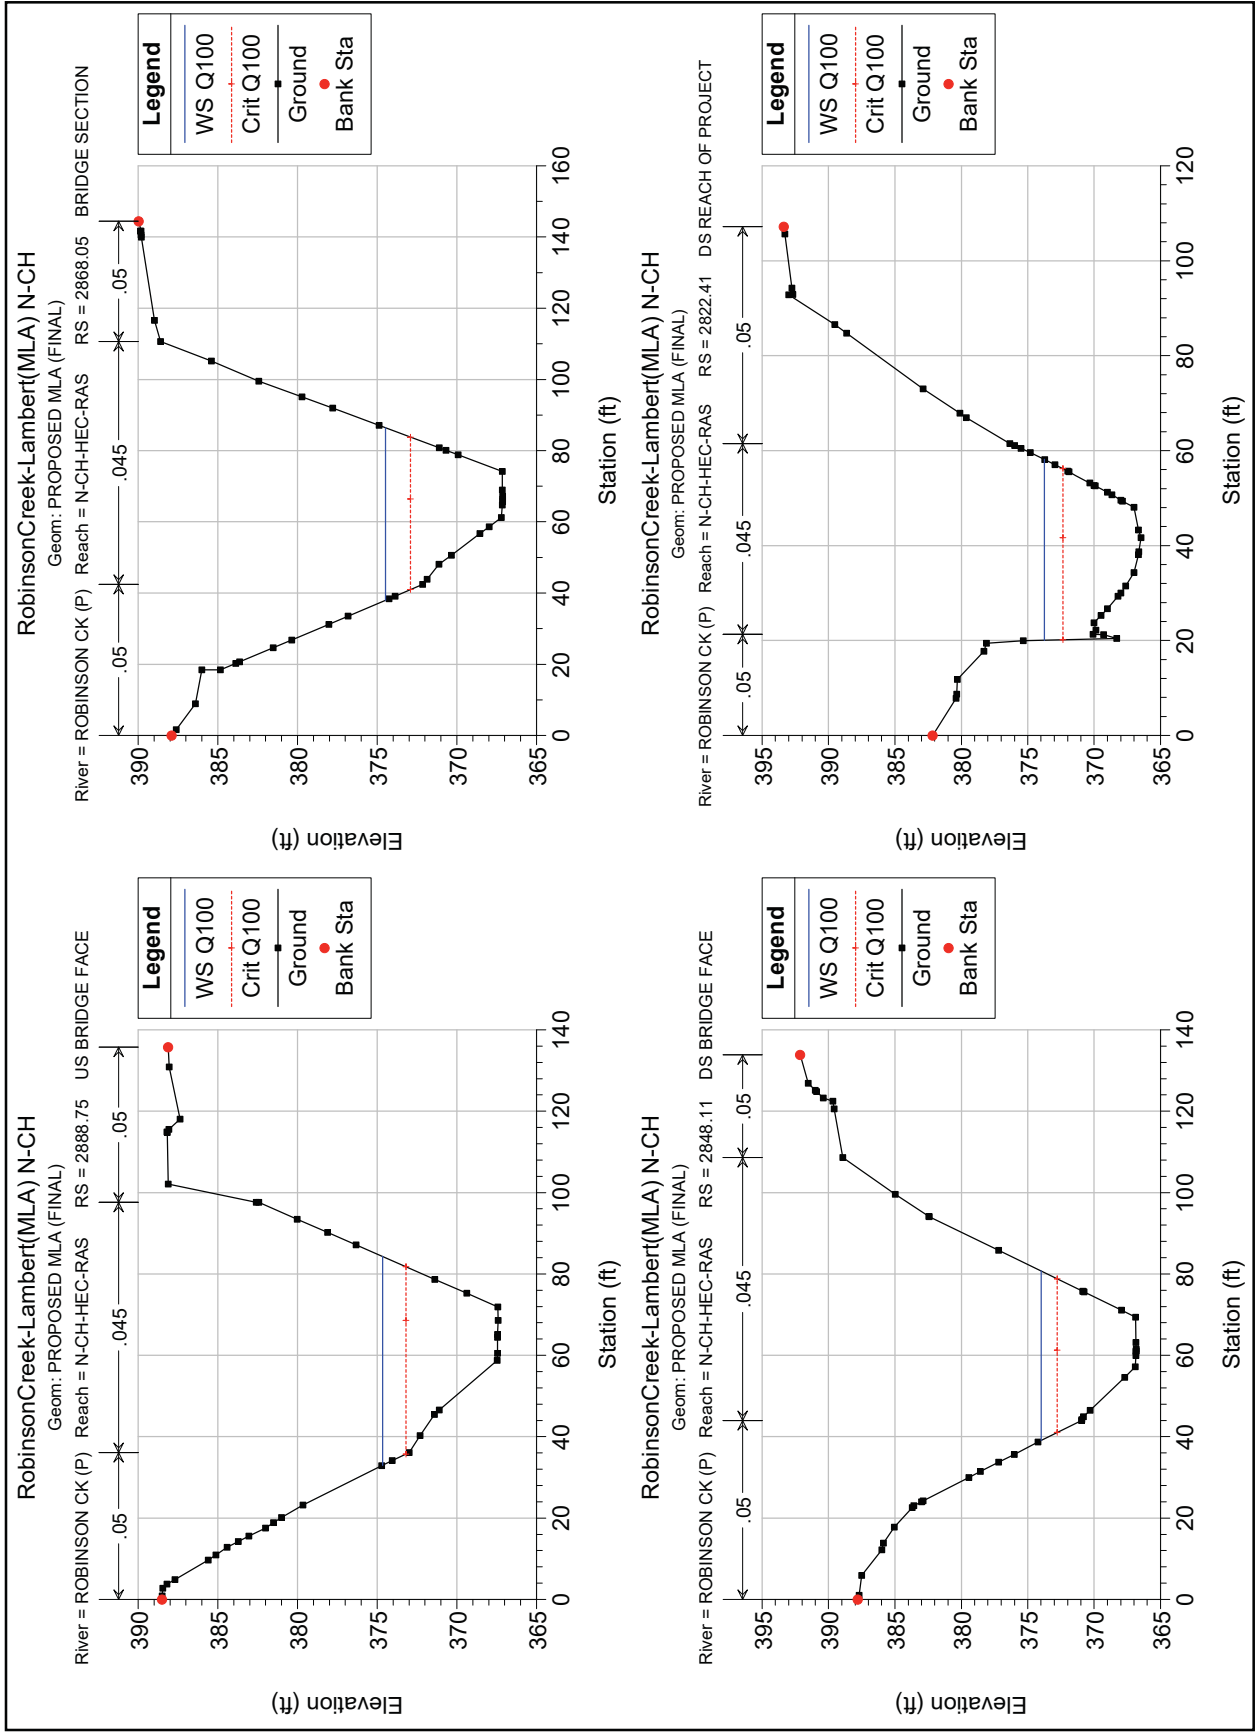 RobinsonCreek-Lambert(MLA) N-CH
Geom: PROPOSED MLA (FINAL)
River = ROBINSON CK (P) Reach = N-CH-HEC-RAS RS = 2888.75 US BRIDGE FACE
.05 .045 .05
390
385
380
375
370
365
0 20 40 60 80 100 120 140
Station (ft)
Elevation (ft)
Legend
WS Q100
Crit Q100
Ground
Bank Sta
RobinsonCreek-Lambert(MLA) N-CH
Geom: PROPOSED MLA (FINAL)
River = ROBINSON CK (P) Reach = N-CH-HEC-RAS RS = 2868.05 BRIDGE SECTION
.05 .045 .05
390
385
380
375
370
365
0 20 40 60 80 100 120 140 160
Station (ft)
Elevation (ft)
Legend
WS Q100
Crit Q100
Ground
Bank Sta
RobinsonCreek-Lambert(MLA) N-CH
Geom: PROPOSED MLA (FINAL)
River = ROBINSON CK (P) Reach = N-CH-HEC-RAS RS = 2848.11 DS BRIDGE FACE
.05 .045 .05
395
390
385
380
375
370
365
0 20 40 60 80 100 120 140
Station (ft)
Elevation (ft)
Legend
WS Q100
Crit Q100
Ground
Bank Sta
RobinsonCreek-Lambert(MLA) N-CH
Geom: PROPOSED MLA (FINAL)
River = ROBINSON CK (P) Reach = N-CH-HEC-RAS RS = 2822.41 DS REACH OF PROJECT
.05 .045 .05
395
390
385
380
375
370
365
0 20 40 60 80 100 120
Station (ft)
Elevation (ft)
Legend
WS Q100
Crit Q100
Ground
Bank Sta